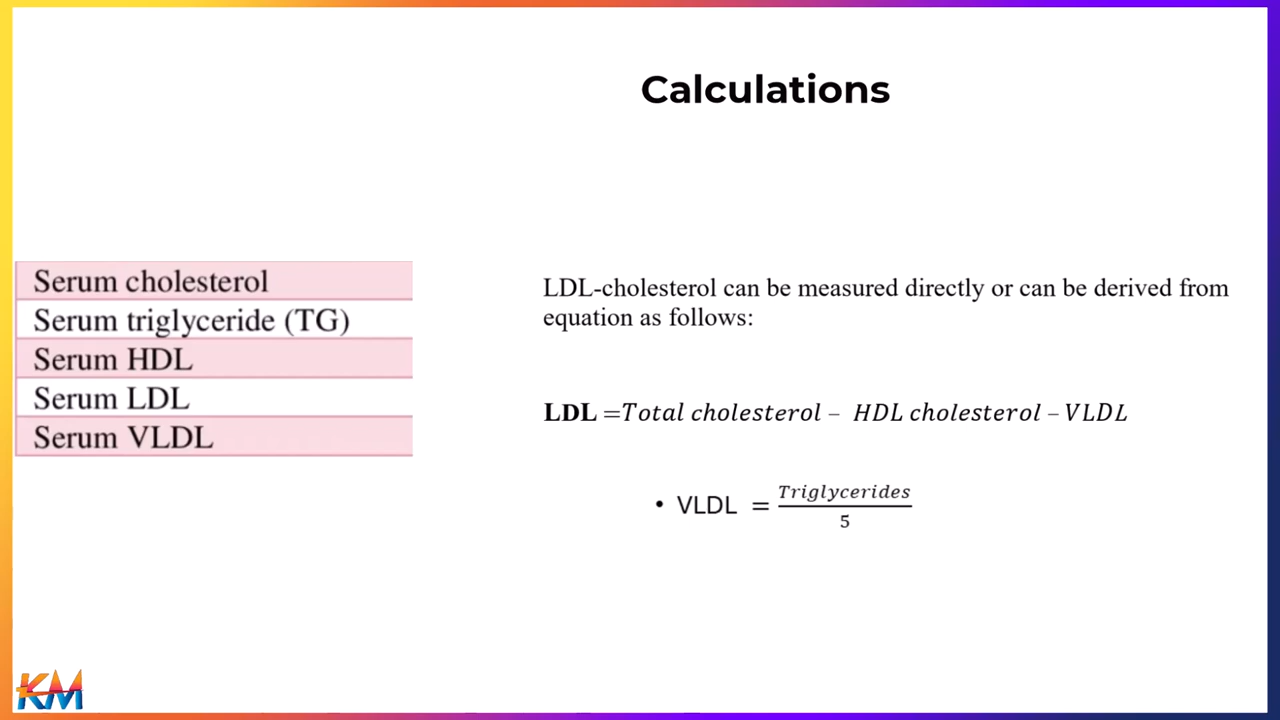 Calculations
Serum cholesterol
Serum triglyceride (TG)
Serum HDL
Serum LDL
Serum VLDL
LDL-cholesterol can be measured directly or can be derived from
equation as follows:
LDL =Total cholesterol – HDL cholesterol – VLDL
• VLDL = Triglycerides
5
KM